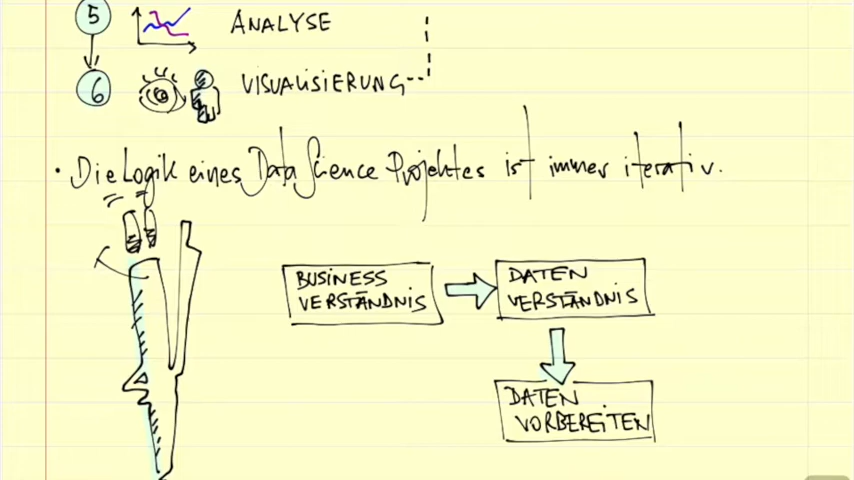 5 ANALYSE
6 VISUALISIERUNG
• Die Logik eines Data Science Projektes ist immer iterativ.
BUSINESS
VERSTÄNDNIS
DATEN
VERSTÄNDNIS
DATEN
VORBEREITEN